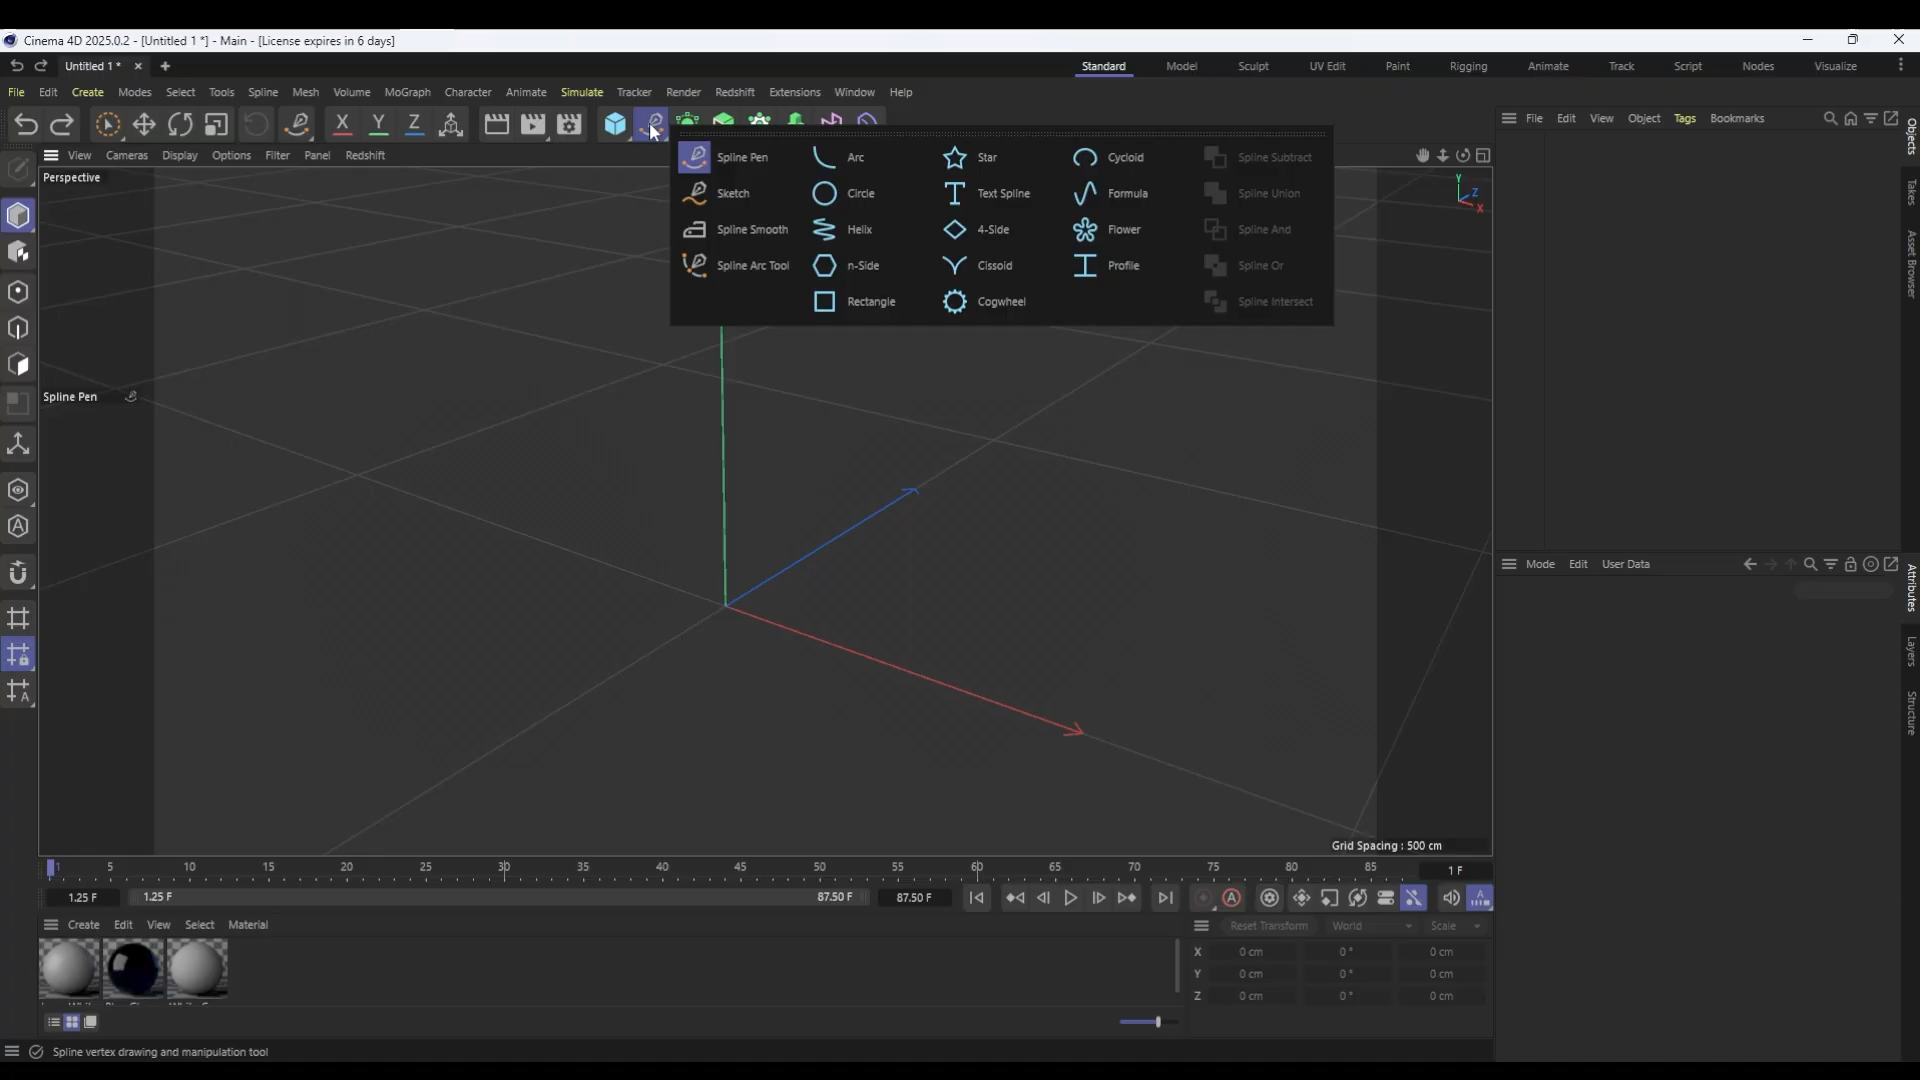 Cinema 4D 2025.0.2 - [Untitled 1 *] - Main - [License expires in 6 days]
Untitled 1 *
Standard Model Sculpt UV Edit Paint Rigging Animate Track Script Nodes Visualize
File Edit Create Modes Select Tools Spline Mesh Volume MoGraph Character Animate Simulate Tracker Render Redshift Extensions Window Help
X Y Z
File Edit View Object Tags Bookmarks
Objects
Takes
Asset Browser
View Cameras Display Options Filter Panel Redshift
Perspective
Spline Pen Arc Star Cycloid Spline Subtract
Sketch Circle Text Spline Formula Spline Union
Spline Smooth Helix 4-Side Flower Spline And
Spline Arc Tool n-Side Cissoid Profile Spline Or
Rectangle Cogwheel Spline Intersect
Y
Z
X
Spline Pen
Mode Edit User Data
Attributes
Layers
Structure
Grid Spacing : 500 cm
1 5 10 15 20 25 30 35 40 45 50 55 60 65 70 75 80 85 1 F
1.25 F 1.25 F 87.50 F 87.50 F
Create Edit View Select Material
Reset Transform World Scale
X 0 cm 0 ° 0 cm
Y 0 cm 0 ° 0 cm
Z 0 cm 0 ° 0 cm
Spline vertex drawing and manipulation tool